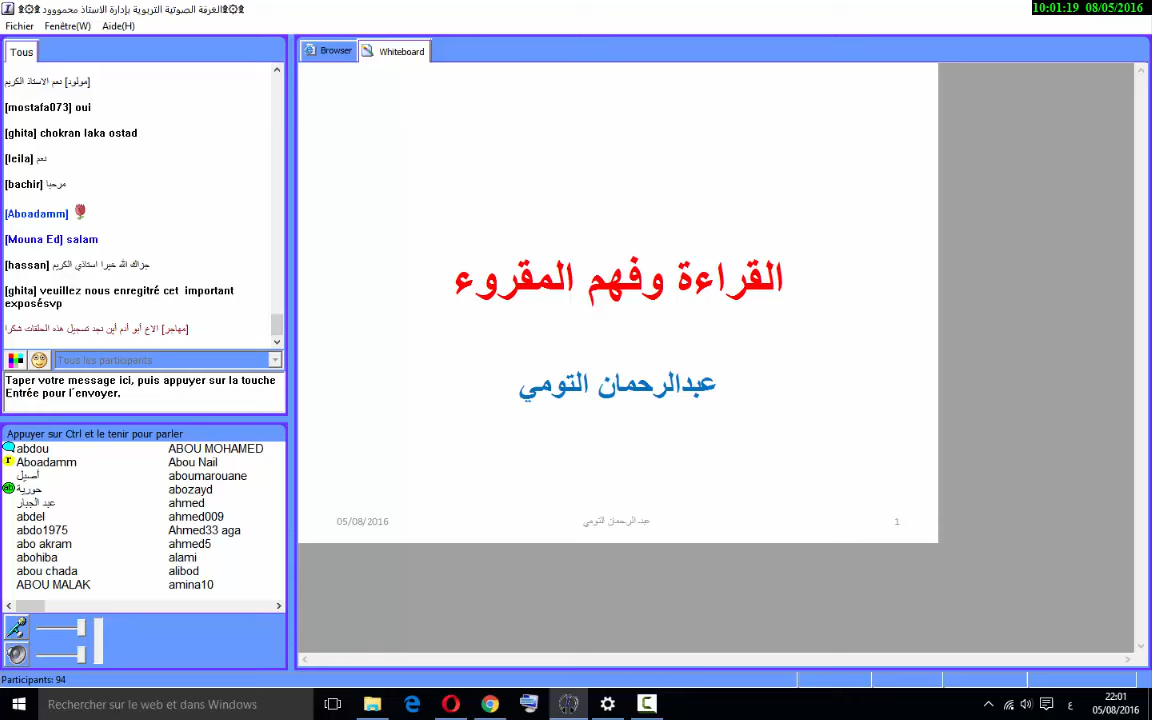 الغرفة الصوتية التربوية بإدارة الاستاذ محمووود
10:01:19 08/05/2016
Fichier Fenêtre(W) Aide(H)
Tous
[مولود] نعم الاستاذ الكريم
[mostafa073] oui
[ghita] chokran laka ostad
[leila] نعم
[bachir] مرحبا
[Aboadamm]
[Mouna Ed] salam
[hassan] جزاك الله خيرا استاذي الكريم
[ghita] veuillez nous enregitré cet important
exposésvp
[مهاجر] الاخ أبو أدم أين نجد تسجيل هذه الحلقات شكرا
Tous les participants
Taper votre message ici, puis appuyer sur la touche
Entrée pour l'envoyer.
Appuyer sur Ctrl et le tenir pour parler
abdou ABOU MOHAMED
Aboadamm Abou Nail
أصيل aboumarouane
حورية abozayd
عبد الجبار ahmed
abdel ahmed009
abdo1975 Ahmed33 aga
abo akram ahmed5
abohiba alami
abou chada alibod
ABOU MALAK amina10
Participants: 94
Browser Whiteboard
القراءة وفهم المقروء
عبدالرحمان التومي
05/08/2016 عبد الرحمان التومي 1
Rechercher sur le web et dans Windows
ع
22:01
05/08/2016